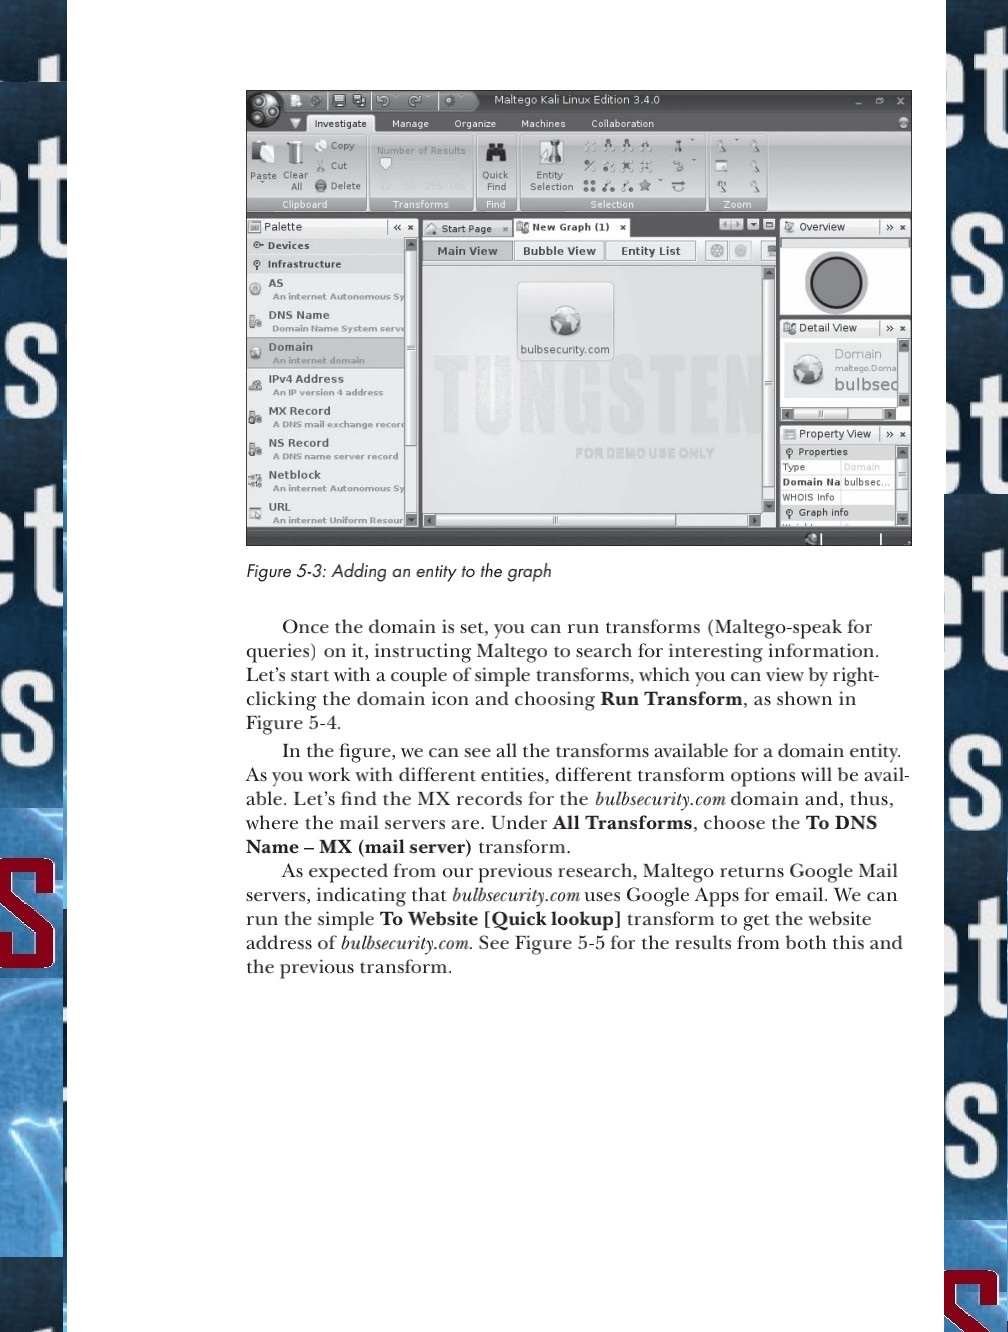 Maltego Kali Linux Edition 3.4.0
Investigate Manage Organize Machines Collaboration
Paste
Clear All
Copy
Cut
Delete
Clipboard
Number of Results
Transforms
Quick Find
Find
Entity Selection
Selection
Zoom
Palette
Devices
Infrastructure
AS
An internet Autonomous Sy
DNS Name
Domain Name System serv
Domain
An internet domain
IPv4 Address
An IP version 4 address
MX Record
A DNS mail exchange recor
NS Record
A DNS name server record
Netblock
An internet Autonomous Sy
URL
An internet Uniform Resour
Start Page New Graph (1)
Main View Bubble View Entity List
bulbsecurity.com
TUNGSTEN
FOR DEMO USE ONLY
Overview
Detail View
Domain
maltego.Doma
bulbsec
Property View
Properties
Type Domain
Domain Na bulbsec...
WHOIS Info
Graph info
Figure 5-3: Adding an entity to the graph
Once the domain is set, you can run transforms (Maltego-speak for
queries) on it, instructing Maltego to search for interesting information.
Let’s start with a couple of simple transforms, which you can view by right-
clicking the domain icon and choosing Run Transform, as shown in
Figure 5-4.
In the figure, we can see all the transforms available for a domain entity.
As you work with different entities, different transform options will be avail-
able. Let’s find the MX records for the bulbsecurity.com domain and, thus,
where the mail servers are. Under All Transforms, choose the To DNS
Name – MX (mail server) transform.
As expected from our previous research, Maltego returns Google Mail
servers, indicating that bulbsecurity.com uses Google Apps for email. We can
run the simple To Website [Quick lookup] transform to get the website
address of bulbsecurity.com. See Figure 5-5 for the results from both this and
the previous transform.
et
s
et
s
s
et
s
et
et
s
et
s
s